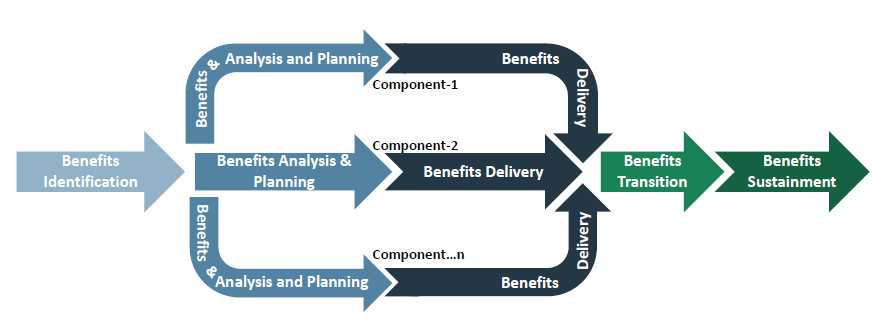 Benefits
Identification
Benefits & Analysis and Planning
Component-1
Benefits Delivery
Benefits Analysis &
Planning
Component-2
Benefits Delivery
Benefits & Analysis and Planning
Component...n
Benefits Delivery
Benefits
Transition
Benefits
Sustainment